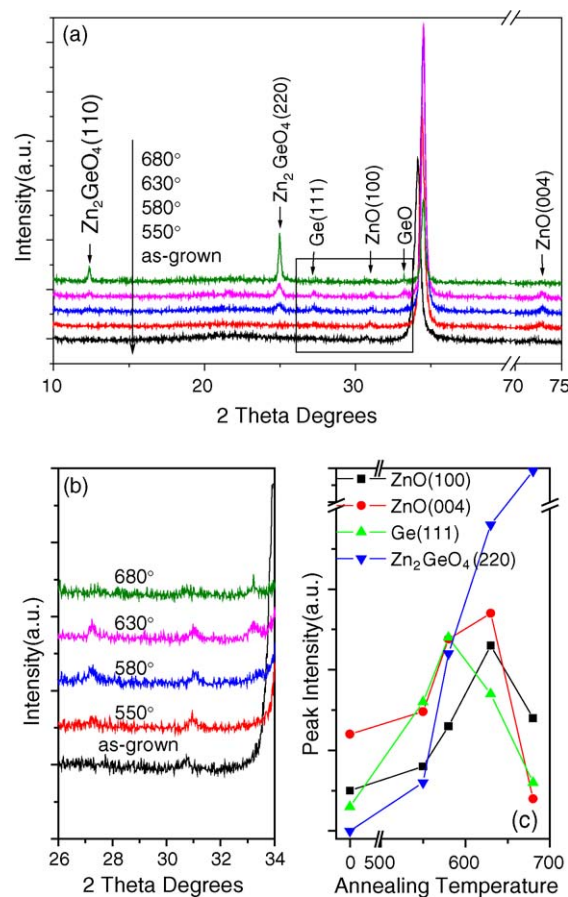 (a)
Intensity(a.u.)
Zn2GeO4(110)
680°
630°
580°
550°
as-grown
Zn2 GeO4(220)
Ge(111)
ZnO(100)
GeO
ZnO(004)
10 20 30 70 75
2 Theta Degrees
(b)
Intensity(a.u.)
680°
630°
580°
550°
as-grown
26 28 30 32 34
2 Theta Degrees
ZnO(100)
ZnO(004)
Ge(111)
Zn2GeO4(220)
Peak Intensity(a.u.)
(c)
0 500 600 700
Annealing Temperature